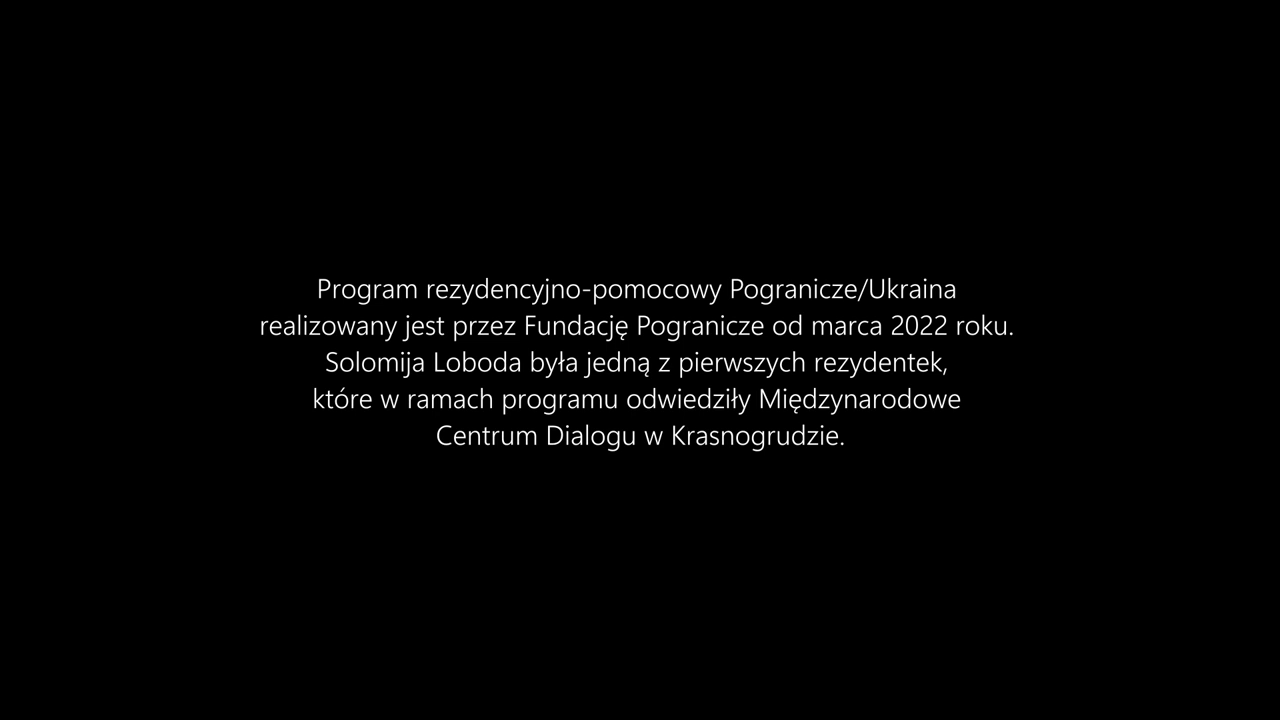 Program rezydencyjno-pomocowy Pogranicze/Ukraina
realizowany jest przez Fundację Pogranicze od marca 2022 roku.
Solomija Loboda była jedną z pierwszych rezydentek,
które w ramach programu odwiedziły Międzynarodowe
Centrum Dialogu w Krasnogrudzie.